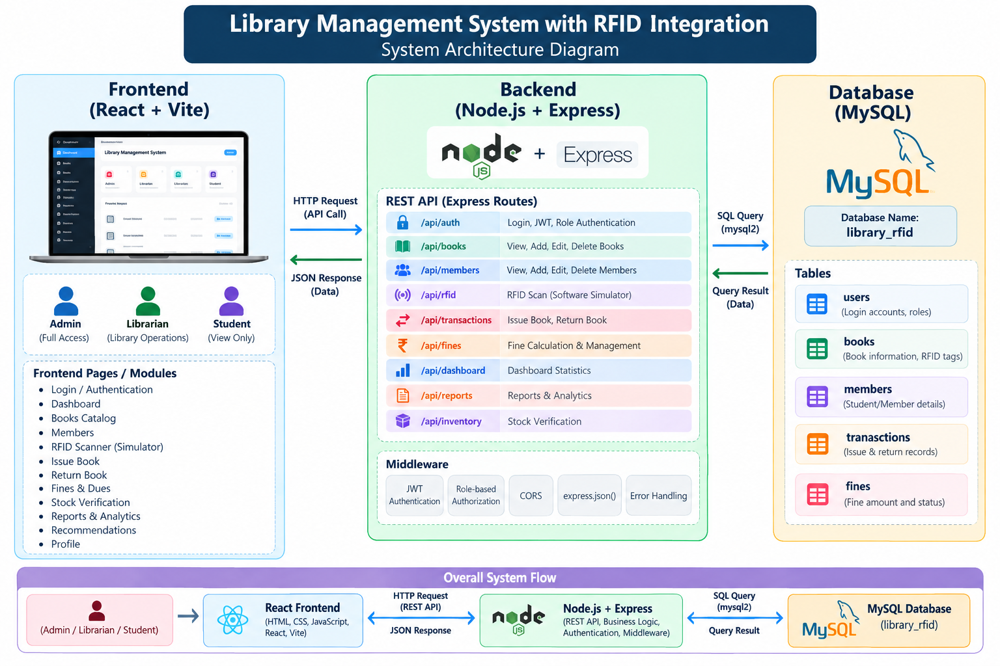 Library Management System with RFID Integration
System Architecture Diagram
Frontend
(React + Vite)
Library Management System
Admin
Librarian
Student
HTTP Request
(API Call)
JSON Response
(Data)
Admin
(Full Access)
Librarian
(Library Operations)
Student
(View Only)
Frontend Pages / Modules
• Login / Authentication
• Dashboard
• Books Catalog
• Members
• RFID Scanner (Simulator)
• Issue Book
• Return Book
• Fines & Dues
• Stock Verification
• Reports & Analytics
• Recommendations
• Profile
Backend
(Node.js + Express)
node
JS
+
Express
REST API (Express Routes)
/api/auth Login, JWT, Role Authentication
/api/books View, Add, Edit, Delete Books
/api/members View, Add, Edit, Delete Members
/api/rfid RFID Scan (Software Simulator)
/api/transactions Issue Book, Return Book
₹ /api/fines Fine Calculation & Management
/api/dashboard Dashboard Statistics
/api/reports Reports & Analytics
/api/inventory Stock Verification
Middleware
JWT
Authentication
Role-based
Authorization
CORS
express.json()
Error Handling
SQL Query
(mysql2)
Query Result
(Data)
Database
(MySQL)
MySQL
Database Name:
library_rfid
Tables
users
(Login accounts, roles)
books
(Book information, RFID tags)
members
(Student/Member details)
tranasctions
(Issue & return records)
fines
(Fine amount and status)
Overall System Flow
(Admin / Librarian / Student)
React Frontend
(HTML, CSS, JavaScript,
React, Vite)
HTTP Request
(REST API)
JSON Response
node
JS
Node.js + Express
(REST API, Business Logic,
Authentication, Middleware)
SQL Query
(mysql2)
Query Result
MySQL
MySQL Database
(library_rfid)